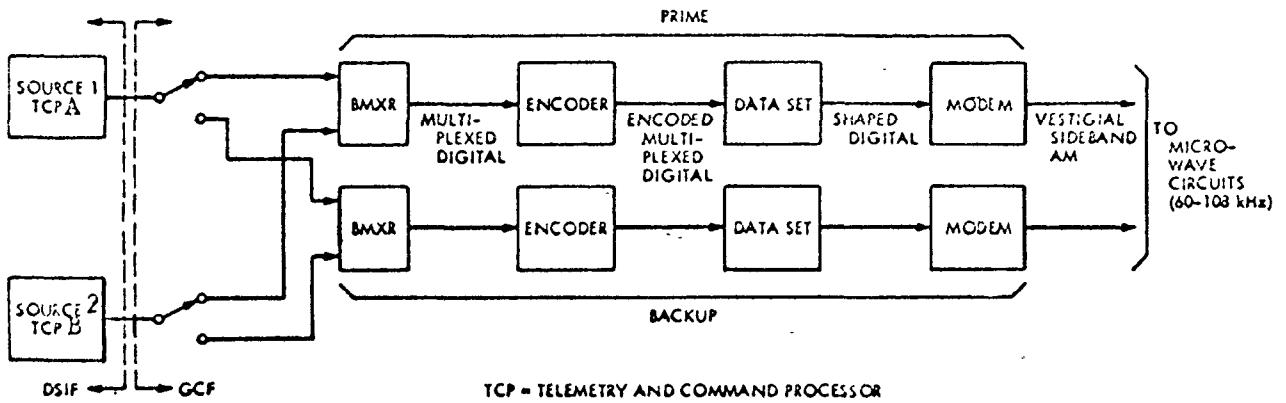 PRIME
SOURCE 1
TCP A
BMXR
MULTI-
PLEXED
DIGITAL
ENCODER
ENCODED
MULTI-
PLEXED
DIGITAL
DATA SET
SHAPED
DIGITAL
MODEM
VESTIGIAL
SIDEBAND
AM
TO
MICRO-
WAVE
CIRCUITS
(60-108 kHz)
BMXR
ENCODER
DATA SET
MODEM
SOURCE 2
TCP B
BACKUP
DSIF
GCF
TCP = TELEMETRY AND COMMAND PROCESSOR